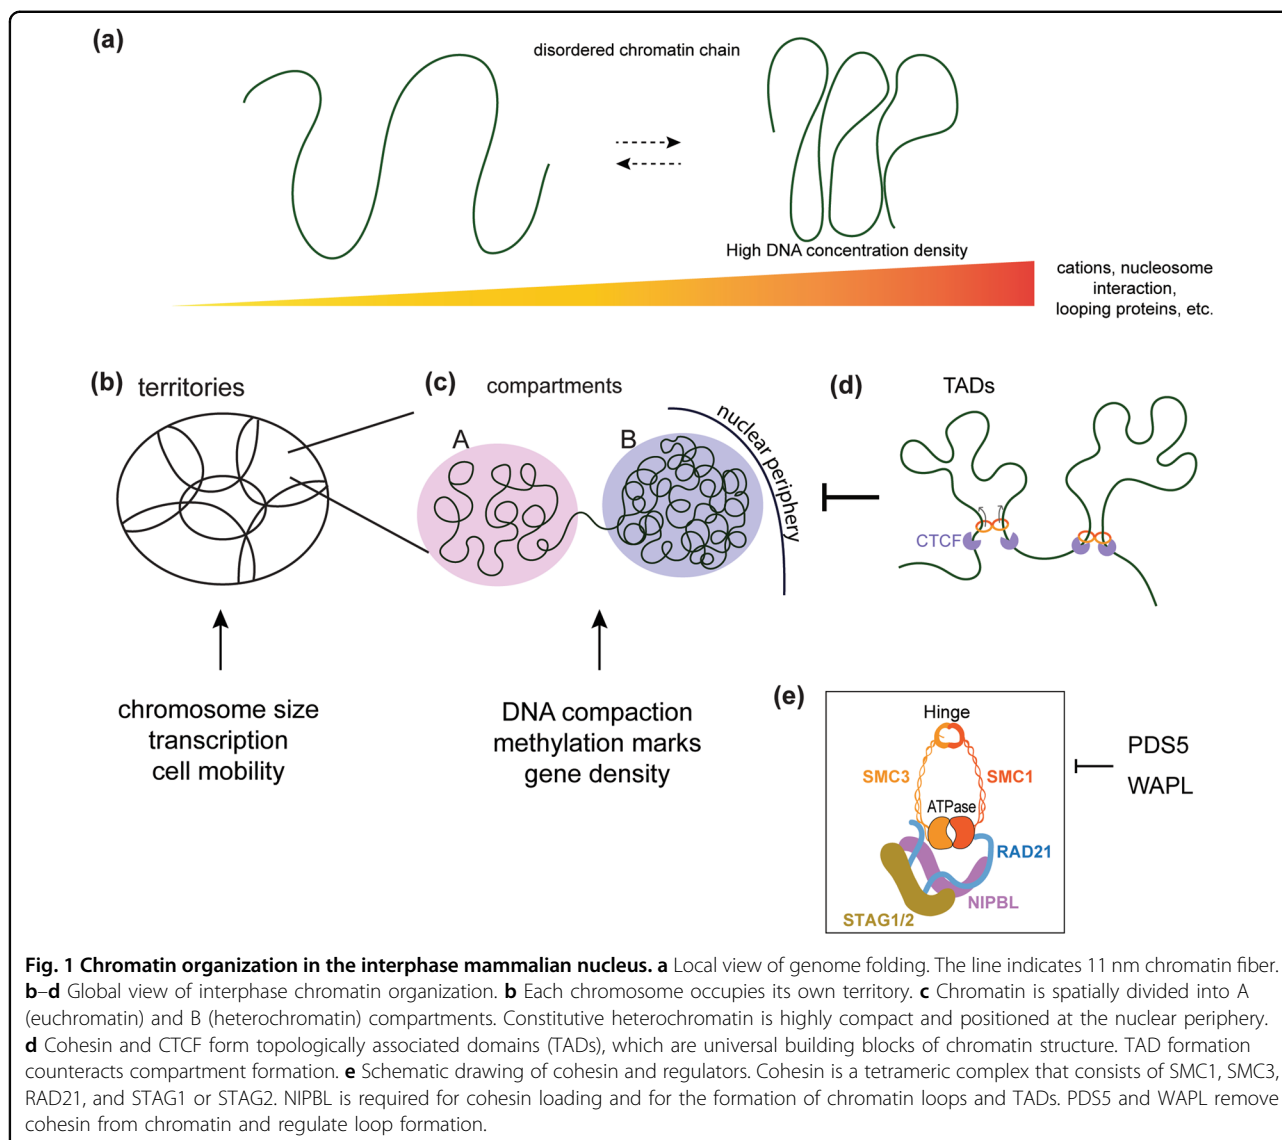 (a)
disordered chromatin chain
High DNA concentration density
cations, nucleosome
interaction,
looping proteins, etc.
(b) territories
(c) compartments
A
B
nuclear periphery
(d) TADs
CTCF
chromosome size
transcription
cell mobility
DNA compaction
methylation marks
gene density
(e)
Hinge
SMC3
SMC1
ATPase
RAD21
NIPBL
STAG1/2
PDS5
WAPL
Fig. 1 Chromatin organization in the interphase mammalian nucleus. a Local view of genome folding. The line indicates 11 nm chromatin fiber.
b–d Global view of interphase chromatin organization. b Each chromosome occupies its own territory. c Chromatin is spatially divided into A
(euchromatin) and B (heterochromatin) compartments. Constitutive heterochromatin is highly compact and positioned at the nuclear periphery.
d Cohesin and CTCF form topologically associated domains (TADs), which are universal building blocks of chromatin structure. TAD formation
counteracts compartment formation. e Schematic drawing of cohesin and regulators. Cohesin is a tetrameric complex that consists of SMC1, SMC3,
RAD21, and STAG1 or STAG2. NIPBL is required for cohesin loading and for the formation of chromatin loops and TADs. PDS5 and WAPL remove
cohesin from chromatin and regulate loop formation.